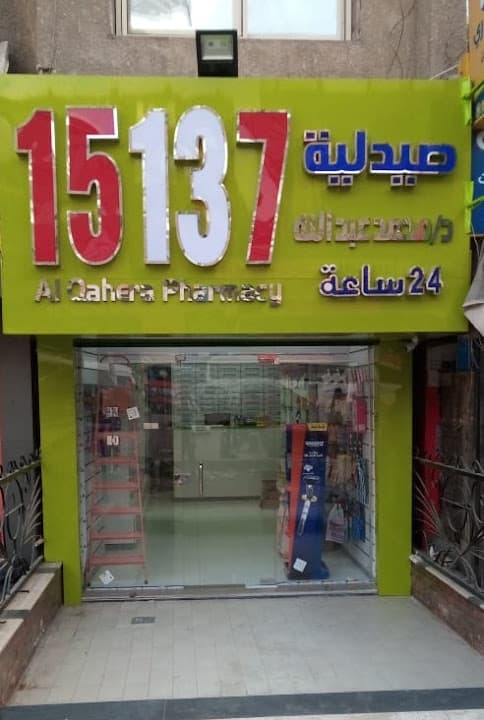 15137
صيدلية
د/محمد عبدالله
24 ساعة
Al Qahera Pharmacy